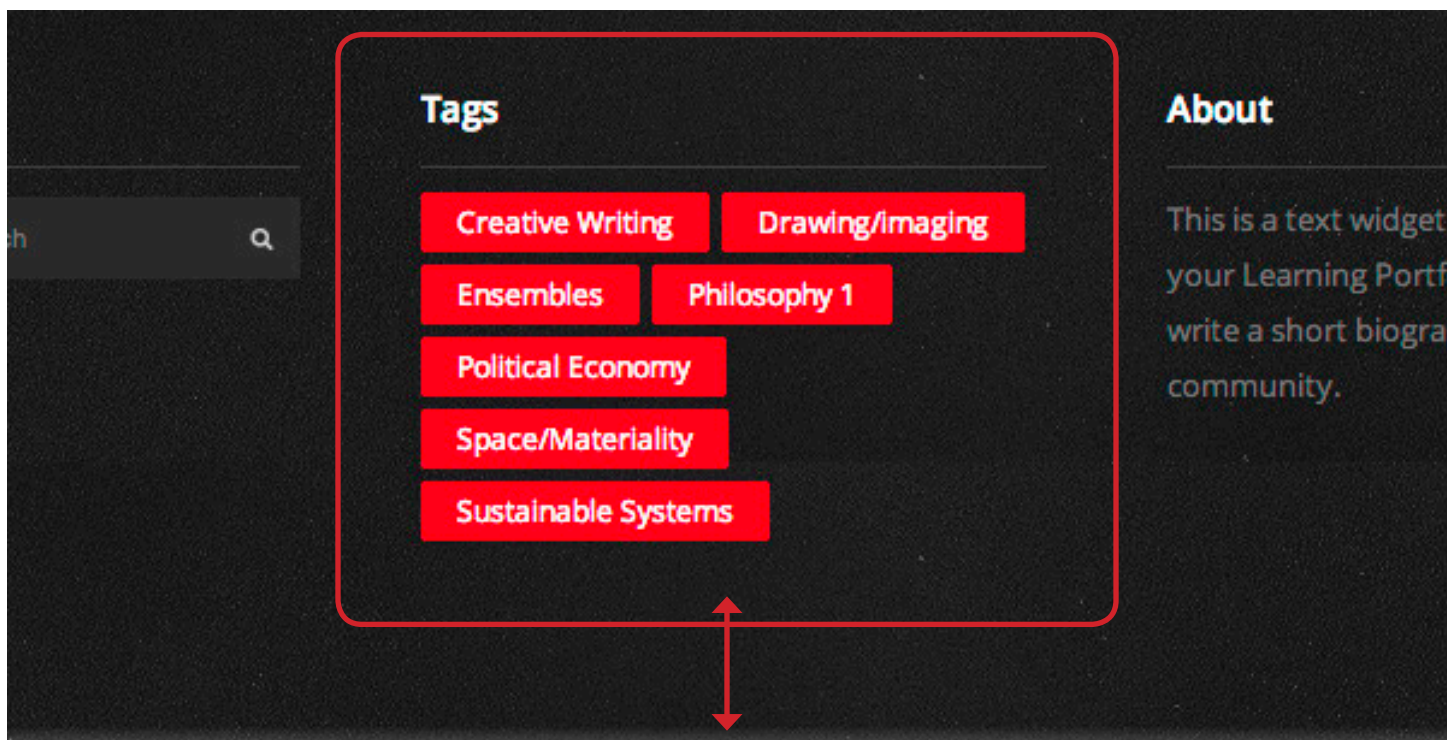 Tags
Creative Writing
Drawing/imaging
Ensembles
Philosophy 1
Political Economy
Space/Materiality
Sustainable Systems
About
This is a text widget
your Learning Portf
write a short biogra
community.
ch